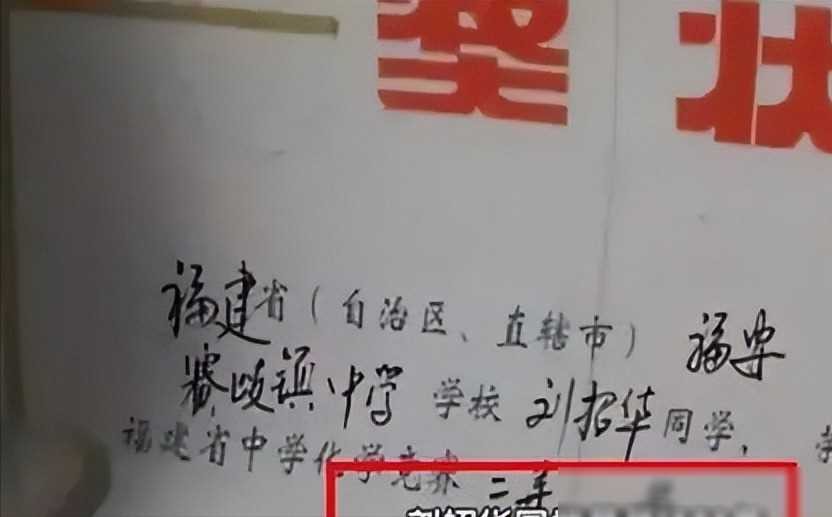 奖状
福建省（自治区、直辖市）福安
赛岐镇中学学校刘招华同学，
福建省中学化学竞赛二等